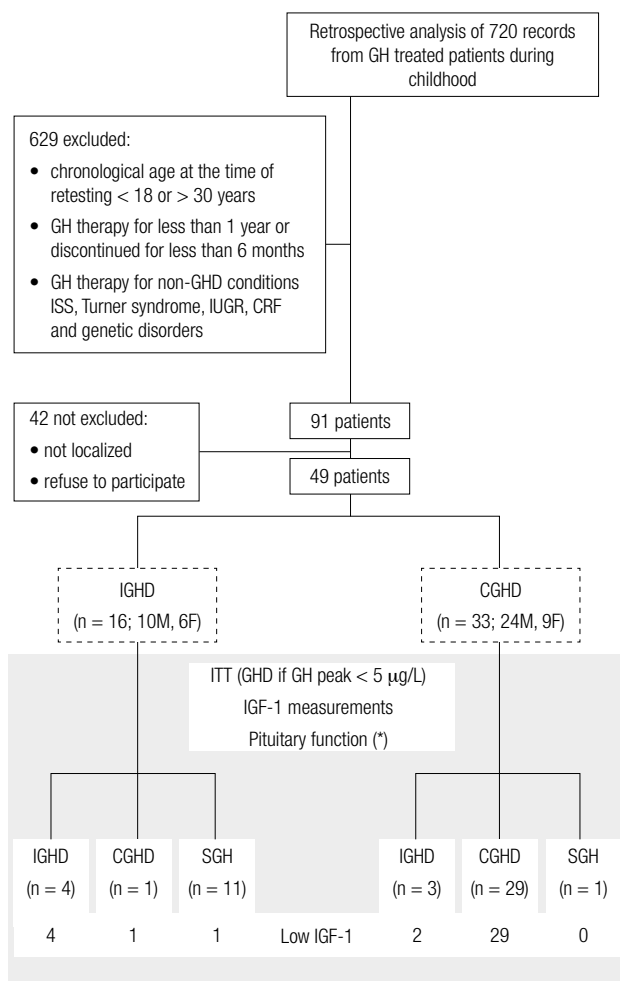 Retrospective analysis of 720 records
from GH treated patients during
childhood
629 excluded:
• chronological age at the time of
retesting < 18 or > 30 years
• GH therapy for less than 1 year or
discontinued for less than 6 months
• GH therapy for non-GHD conditions
ISS, Turner syndrome, IUGR, CRF
and genetic disorders
91 patients
42 not excluded:
• not localized
• refuse to participate
49 patients
IGHD
(n = 16; 10M, 6F)
CGHD
(n = 33; 24M, 9F)
ITT (GHD if GH peak < 5 µg/L)
IGF-1 measurements
Pituitary function (*)
IGHD
(n = 4)
CGHD
(n = 1)
SGH
(n = 11)
IGHD
(n = 3)
CGHD
(n = 29)
SGH
(n = 1)
4 1 1 Low IGF-1 2 29 0